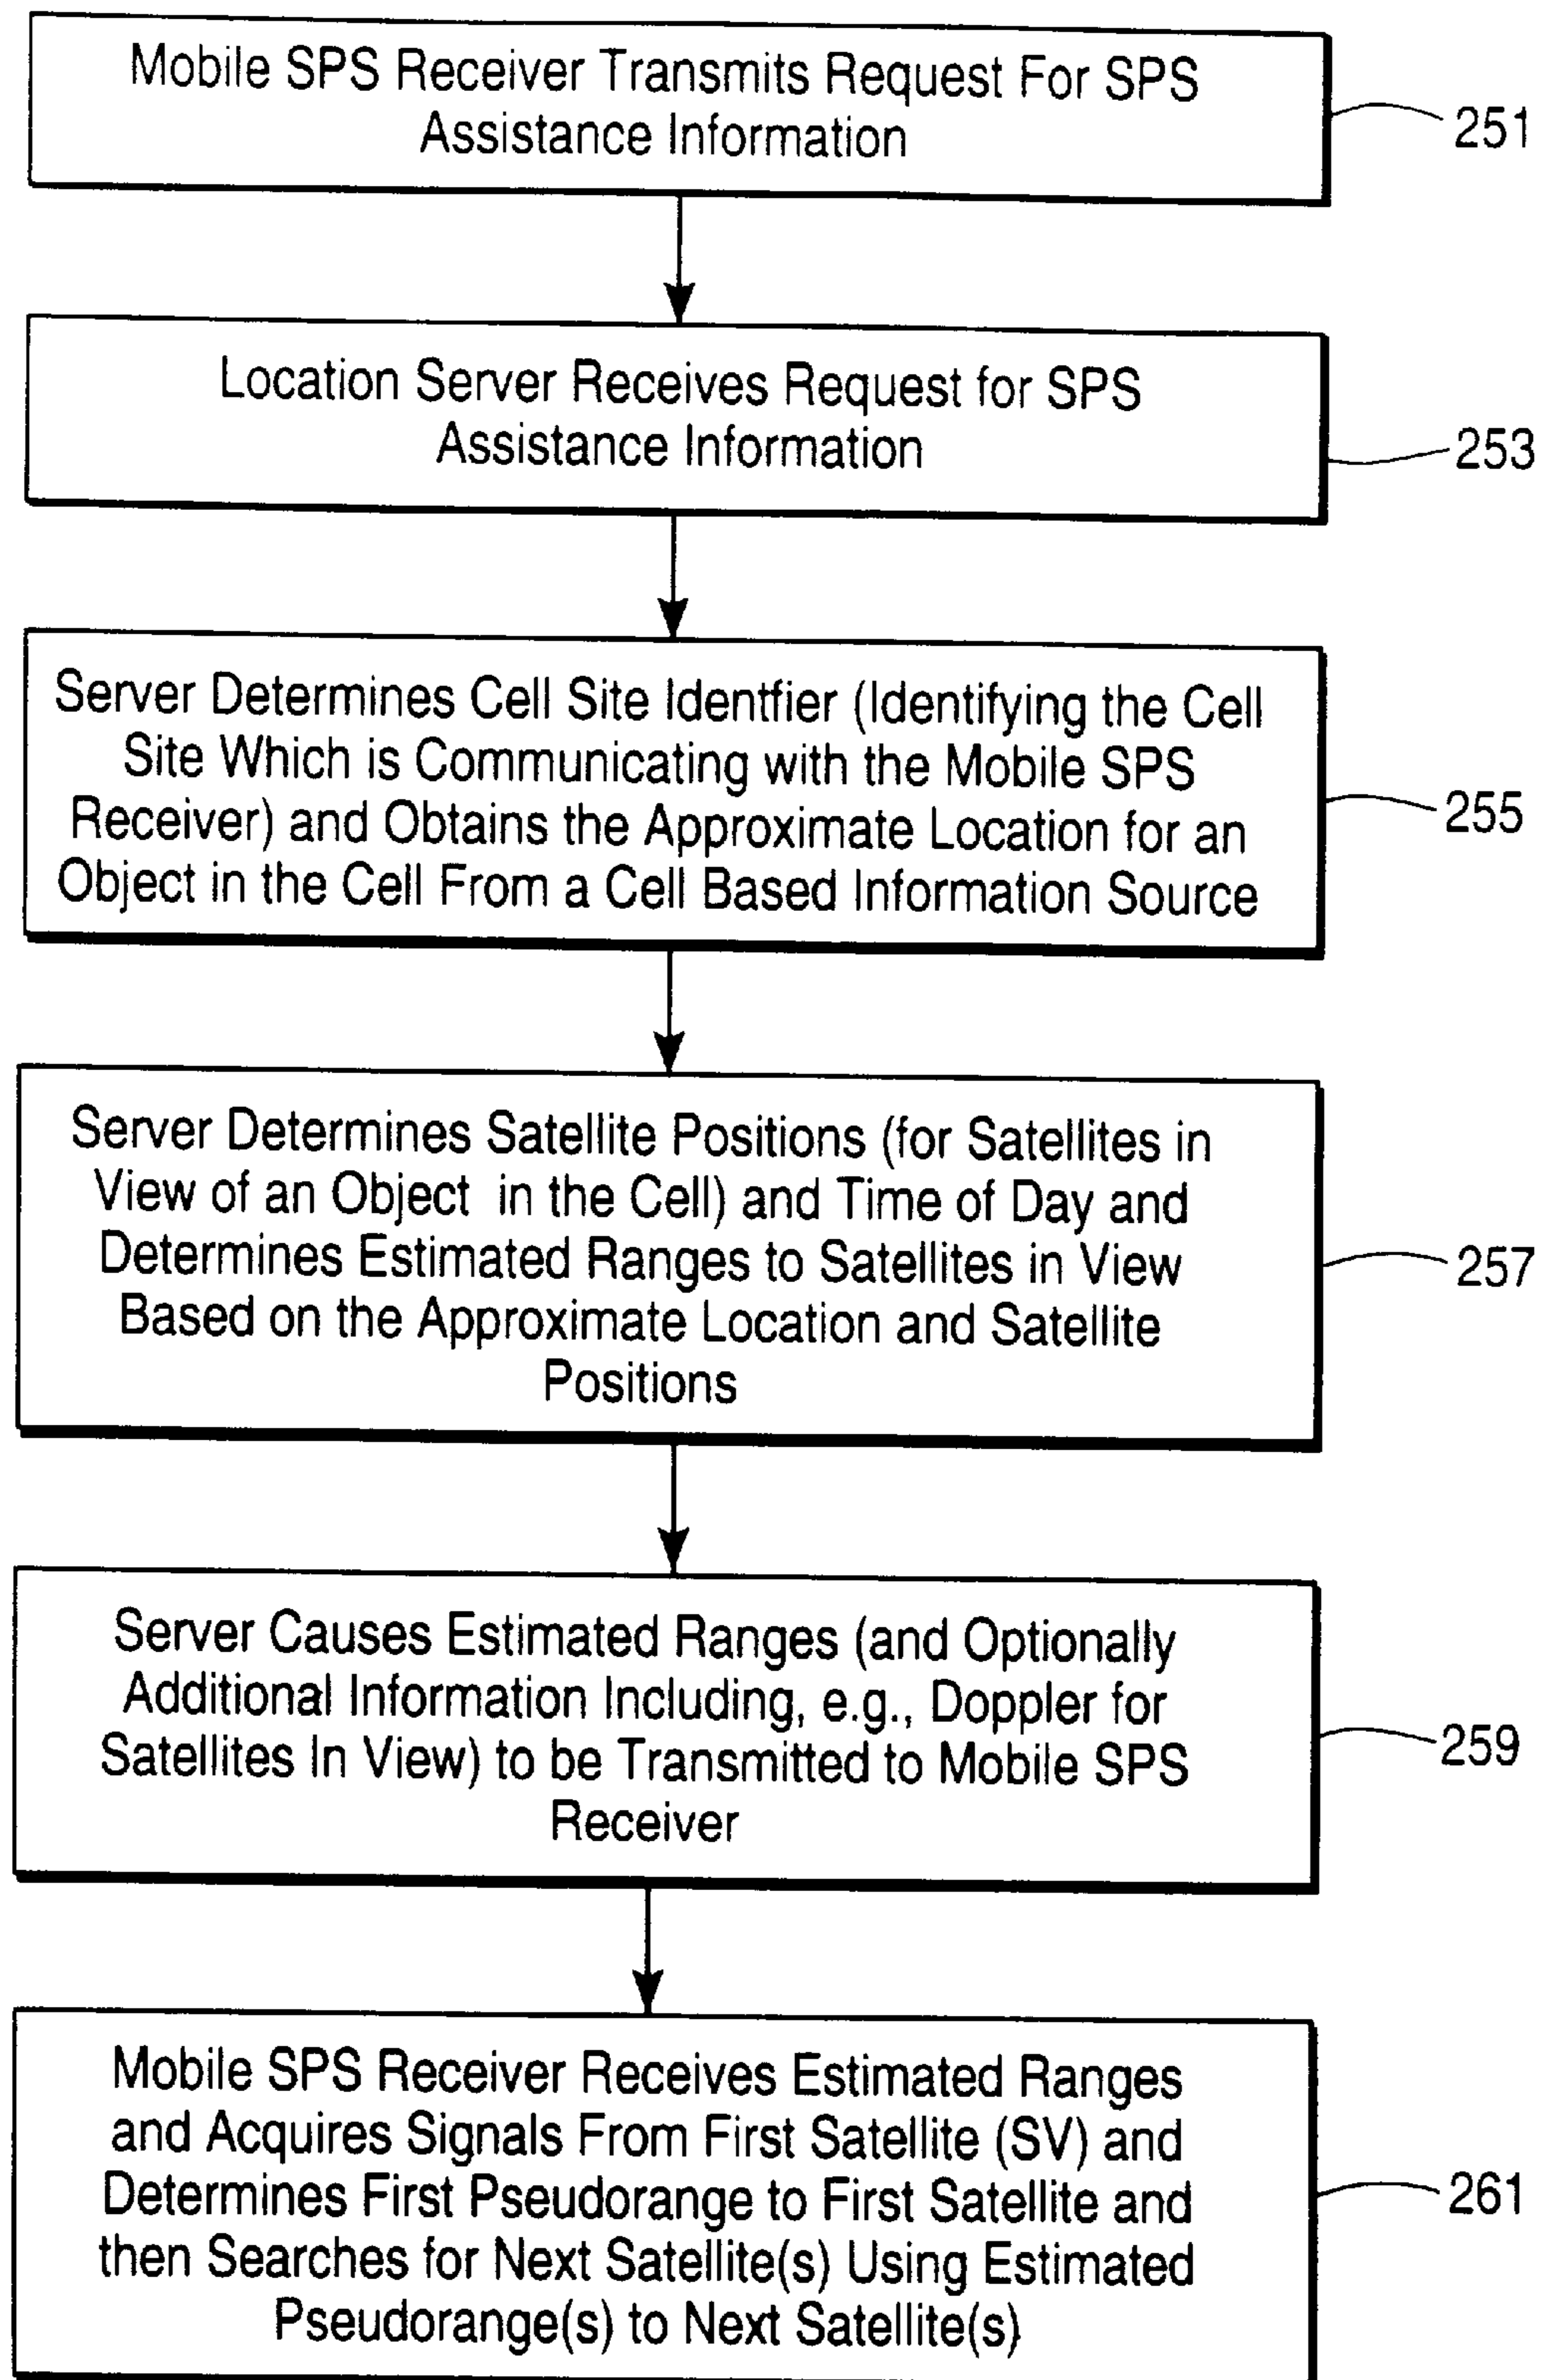 Mobile SPS Receiver Transmits Request For SPS
Assistance Information
251
Location Server Receives Request for SPS
Assistance Information
253
Server Determines Cell Site Identfier (Identifying the Cell
Site Which is Communicating with the Mobile SPS
Receiver) and Obtains the Approximate Location for an
Object in the Cell From a Cell Based Information Source
255
Server Determines Satellite Positions (for Satellites in
View of an Object in the Cell) and Time of Day and
Determines Estimated Ranges to Satellites in View
Based on the Approximate Location and Satellite
Positions
257
Server Causes Estimated Ranges (and Optionally
Additional Information Including, e.g., Doppler for
Satellites In View) to be Transmitted to Mobile SPS
Receiver
259
Mobile SPS Receiver Receives Estimated Ranges
and Acquires Signals From First Satellite (SV) and
Determines First Pseudorange to First Satellite and
then Searches for Next Satellite(s) Using Estimated
Pseudorange(s) to Next Satellite(s)
261